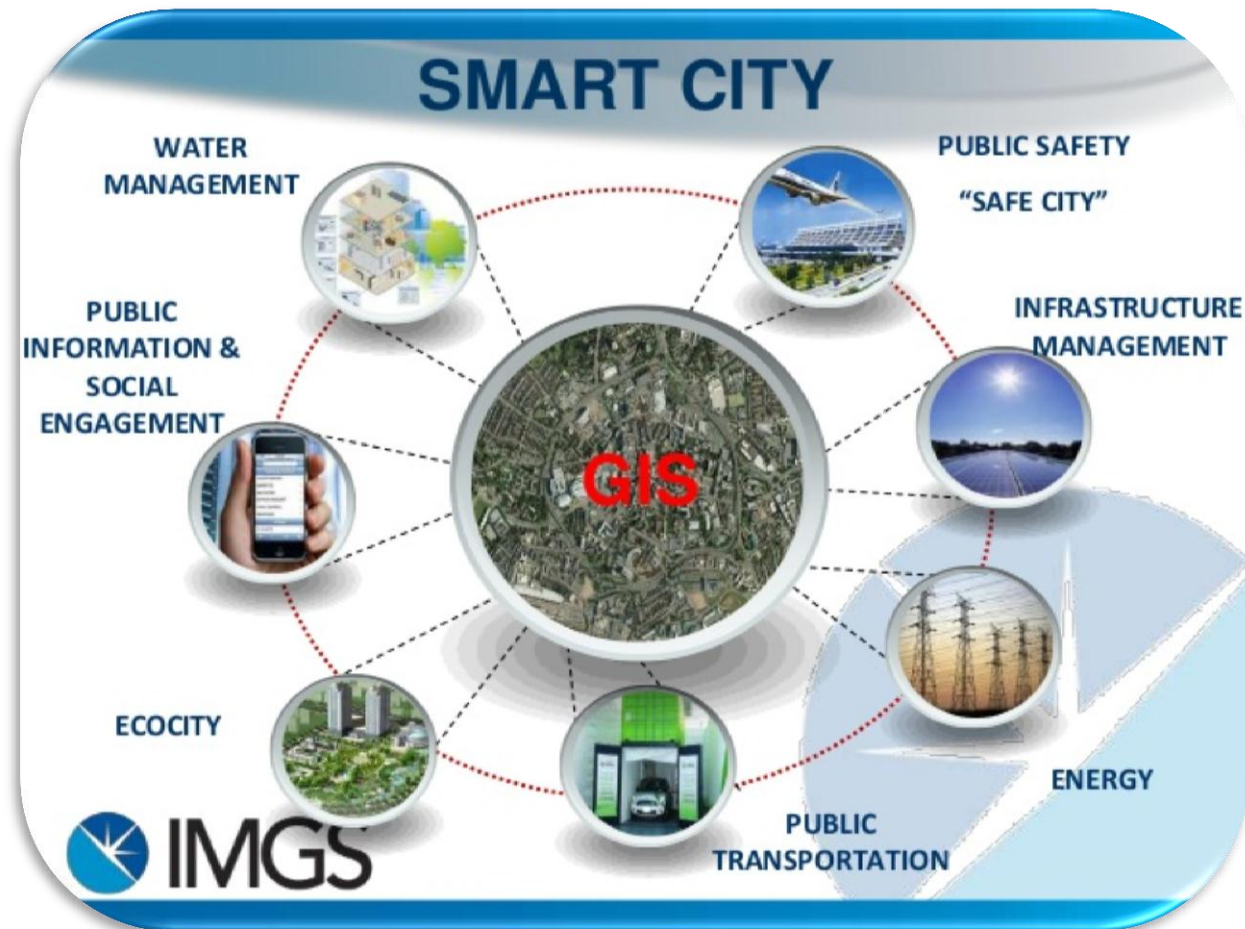 SMART CITY
WATER
MANAGEMENT
PUBLIC SAFETY
“SAFE CITY”
PUBLIC
INFORMATION &
SOCIAL
ENGAGEMENT
INFRASTRUCTURE
MANAGEMENT
GIS
ECOCITY
ENERGY
PUBLIC
TRANSPORTATION
IMGS